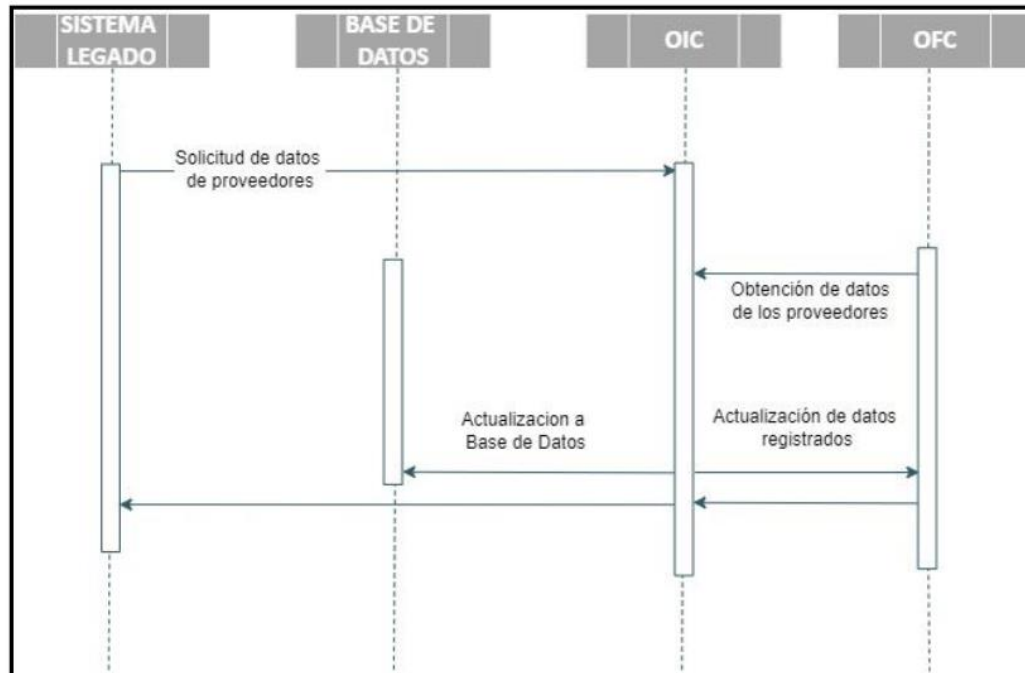 SISTEMA
LEGADO
BASE DE
DATOS
OIC
OFC
Solicitud de datos
de proveedores
Obtención de datos
de los proveedores
Actualizacion a
Base de Datos
Actualización de datos
registrados